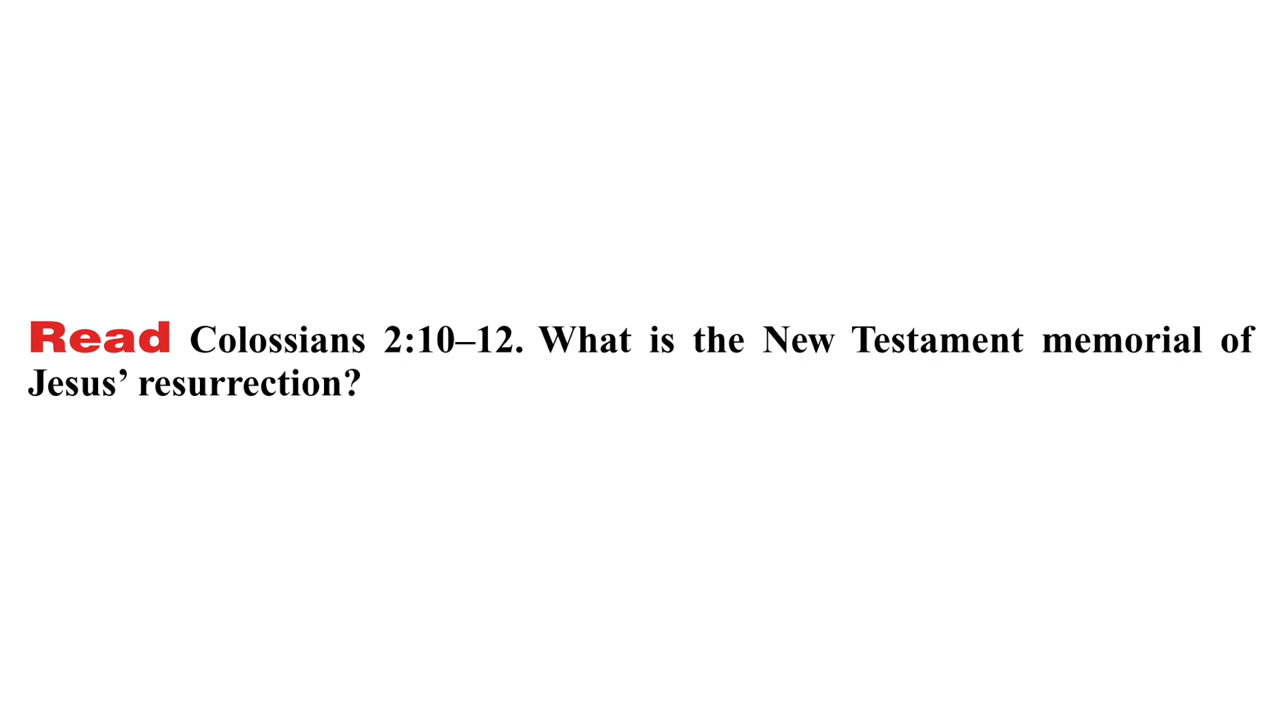 Read Colossians 2:10–12. What is the New Testament memorial of
Jesus’ resurrection?